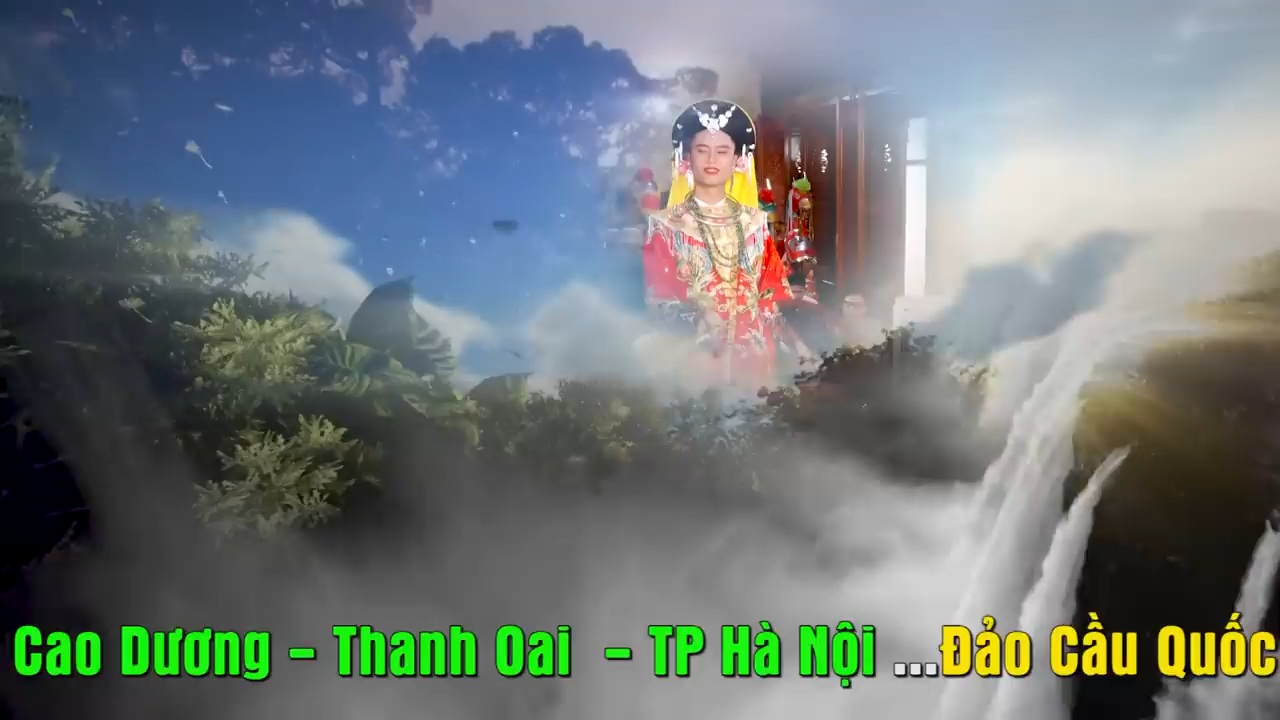 Cao Dương – Thanh Oai – TP Hà Nội ...Đảo Cầu Quốc